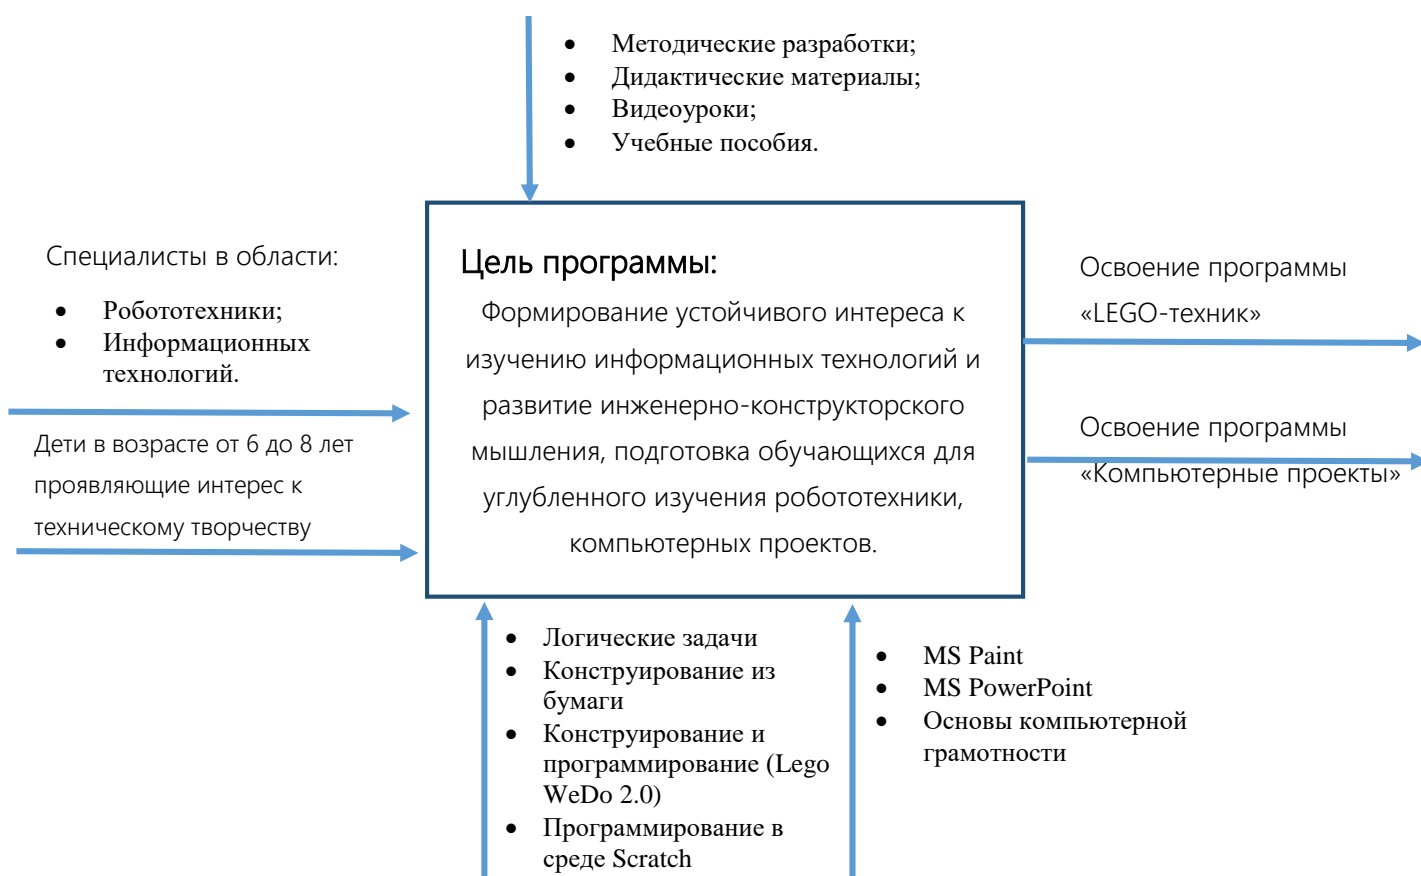 • Методические разработки;
• Дидактические материалы;
• Видеоуроки;
• Учебные пособия.
Специалисты в области:
• Робототехники;
• Информационных
технологий.
Дети в возрасте от 6 до 8 лет
проявляющие интерес к
техническому творчеству
Цель программы:
Формирование устойчивого интереса к
изучению информационных технологий и
развитие инженерно-конструкторского
мышления, подготовка обучающихся для
углубленного изучения робототехники,
компьютерных проектов.
Освоение программы
«LEGO-техник»
Освоение программы
«Компьютерные проекты»
• Логические задачи
• Конструирование из
бумаги
• Конструирование и
программирование (Lego
WeDo 2.0)
• Программирование в
среде Scratch
• MS Paint
• MS PowerPoint
• Основы компьютерной
грамотности